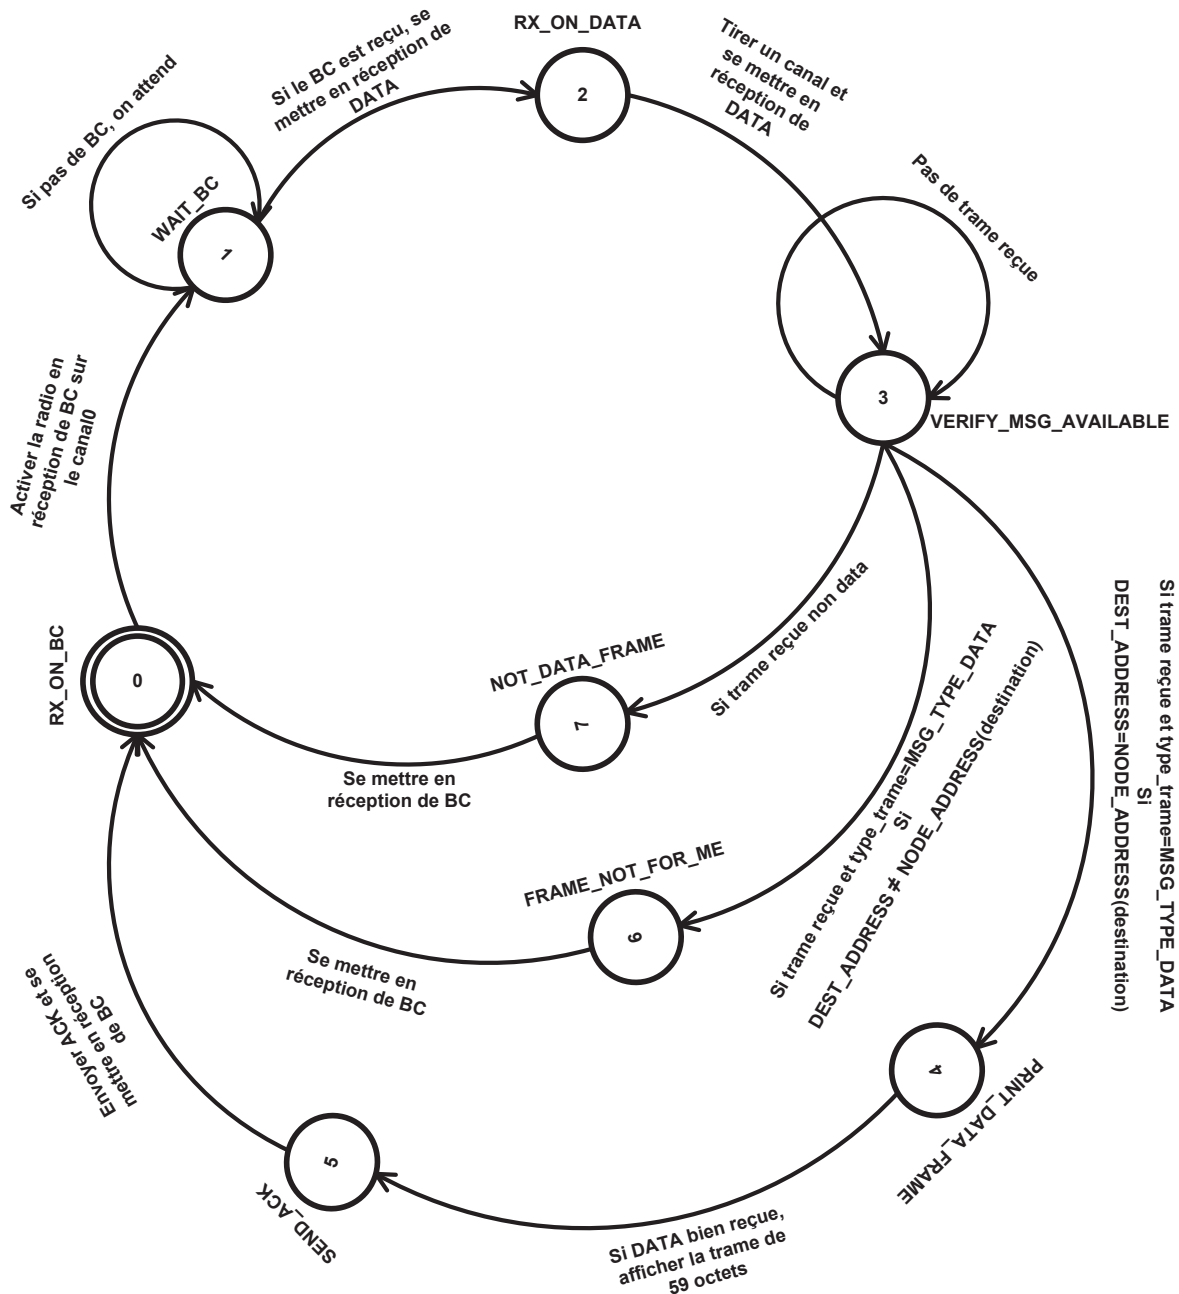 RX_ON_DATA
2
Si le BC est reçu, se
mettre en réception de
DATA
Tirer un canal et
se mettre en
réception de
DATA
Si pas de BC, on attend
WAIT_BC
1
Pas de trame reçue
3
VERIFY_MSG_AVAILABLE
Activer la radio en
réception de BC sur
le canal0
RX_ON_BC
0
NOT_DATA_FRAME
7
Si trame reçue non data
Se mettre en
réception de BC
FRAME_NOT_FOR_ME
6
Si trame reçue et type_trame=MSG_TYPE_DATA
Si
DEST_ADDRESS ≠ NODE_ADDRESS(destination)
Si trame reçue et type_trame=MSG_TYPE_DATA
Si
DEST_ADDRESS=NODE_ADDRESS(destination)
Se mettre en
réception de BC
Envoyer ACK et se
mettre en réception
de BC
4
PRINT_DATA_FRAME
5
SEND_ACK
Si DATA bien reçue,
afficher la trame de
59 octets